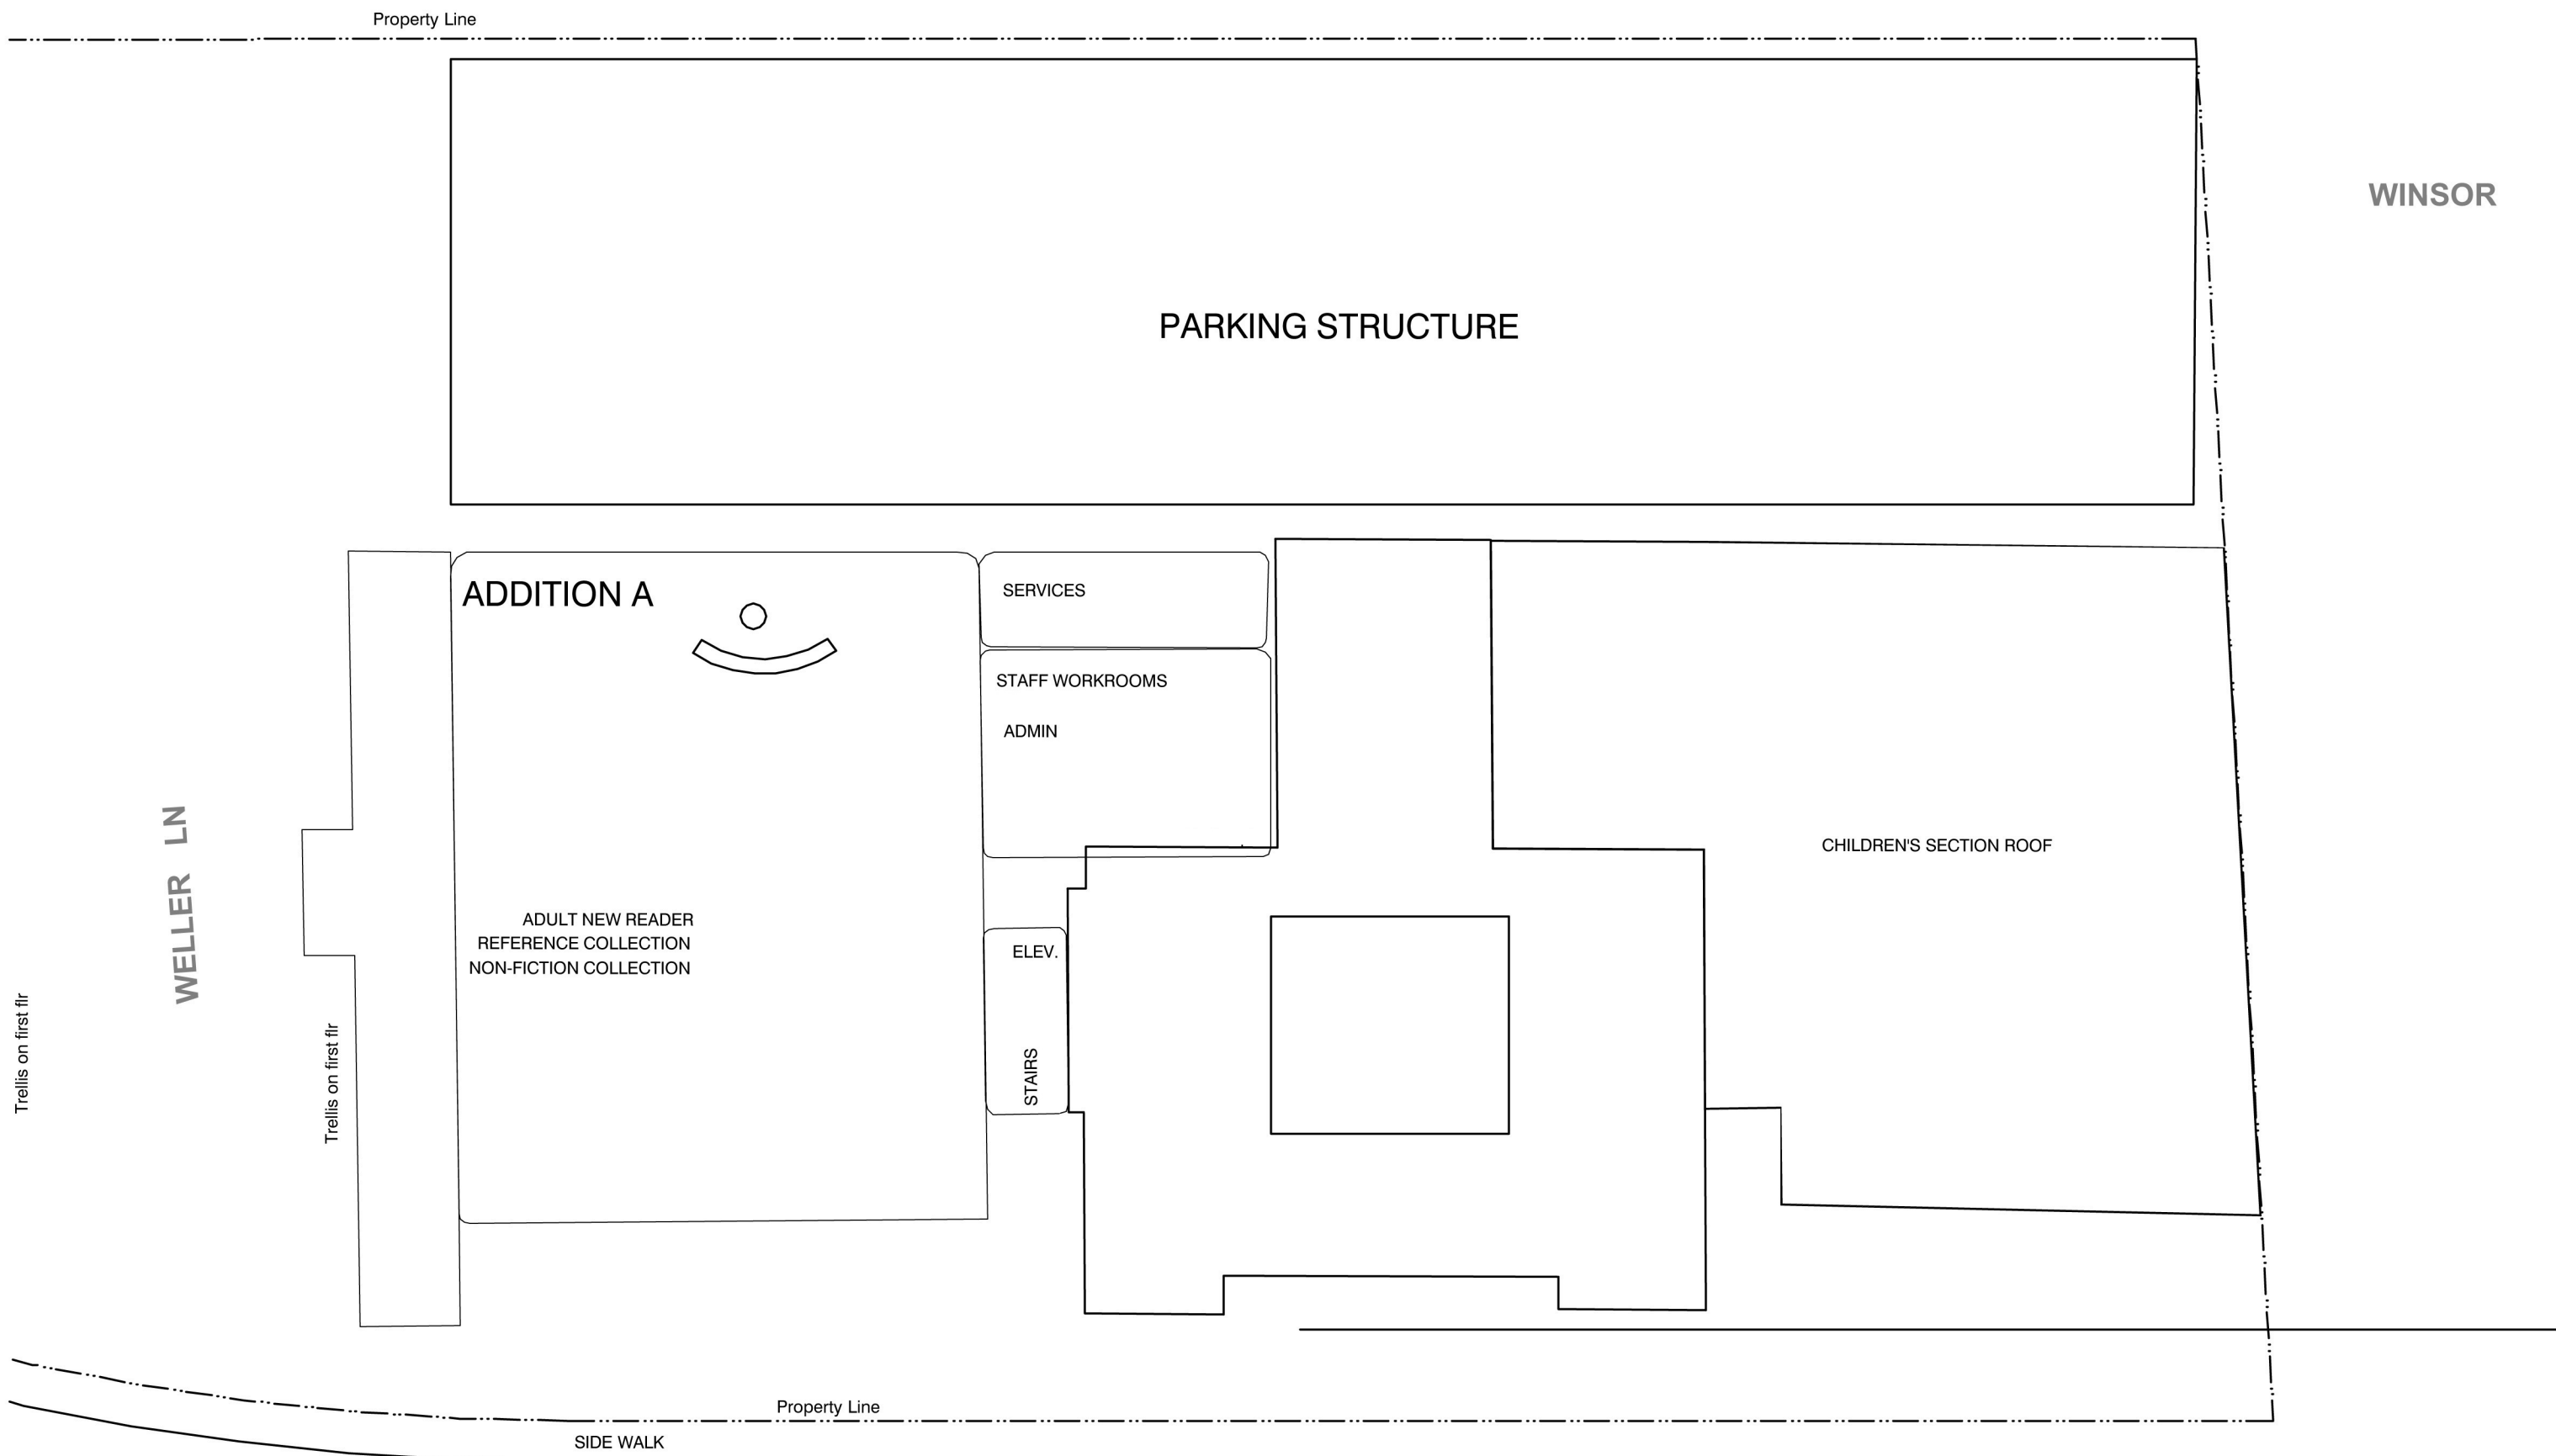 Property Line
WINSOR
PARKING STRUCTURE
ADDITION A
SERVICES
STAFF WORKROOMS
ADMIN
CHILDREN'S SECTION ROOF
WELLER LN
ADULT NEW READER
REFERENCE COLLECTION
NON-FICTION COLLECTION
ELEV.
STAIRS
Trellis on first flr
Trellis on first flr
Property Line
SIDE WALK